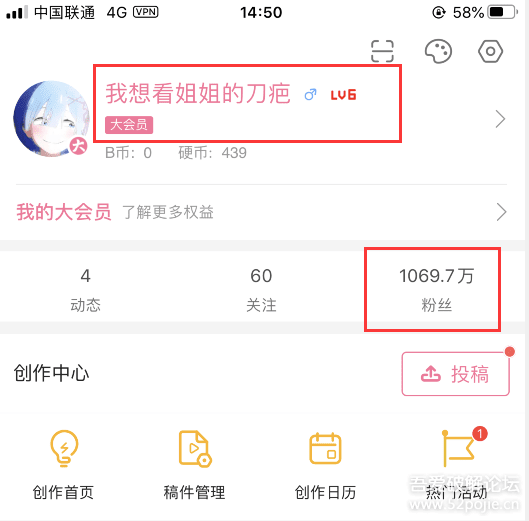 中国联通 4G VPN 14:50 58%
我想看姐姐的刀疤 LV6
大会员
大
B币：0 硬币：439
我的大会员 了解更多权益
4 60 1069.7万
动态 关注 粉丝
创作中心 投稿
1
创作首页 稿件管理 创作日历 热门活动
吾爱破解论坛
www.52pojie.cn